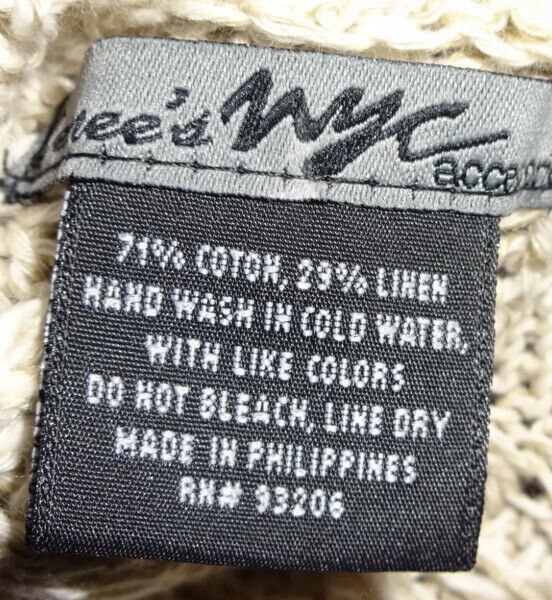 NYC
71% COTON, 29% LINEN
HAND WASH IN COLD WATER,
WITH LIKE COLORS
DO NOT BLEACH, LINE DRY
MADE IN PHILIPPINES
RN# 93206